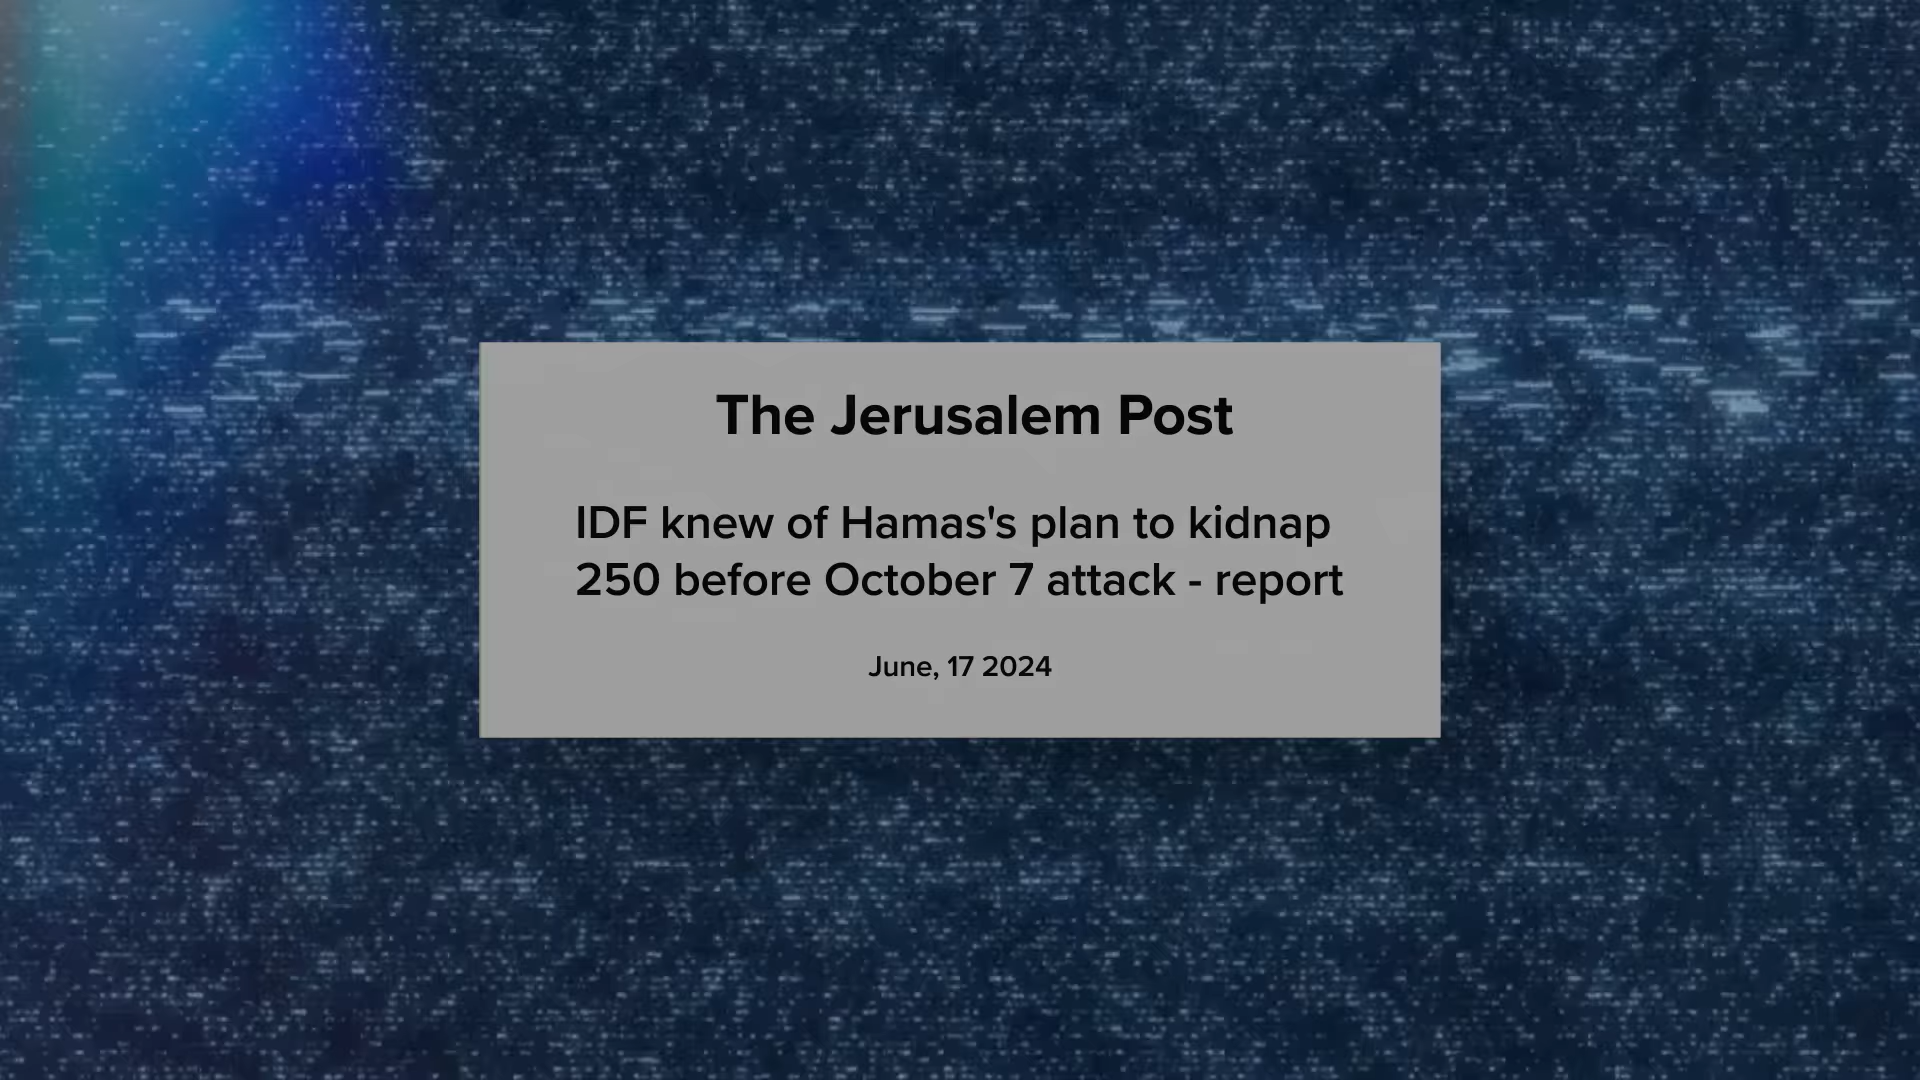 The Jerusalem Post
IDF knew of Hamas's plan to kidnap
250 before October 7 attack - report
June, 17 2024